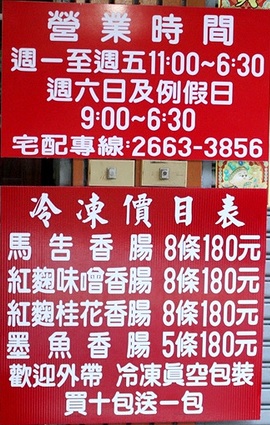 營業時間
週一至週五11:00~6:30
週六日及例假日
9:00~6:30
宅配專線:2663-3856
冷凍價目表
馬告香腸 8條180元
紅麴味噌香腸 8條180元
紅麴桂花香腸 8條180元
墨魚香腸 5條180元
歡迎外帶 冷凍眞空包裝
買十包送一包